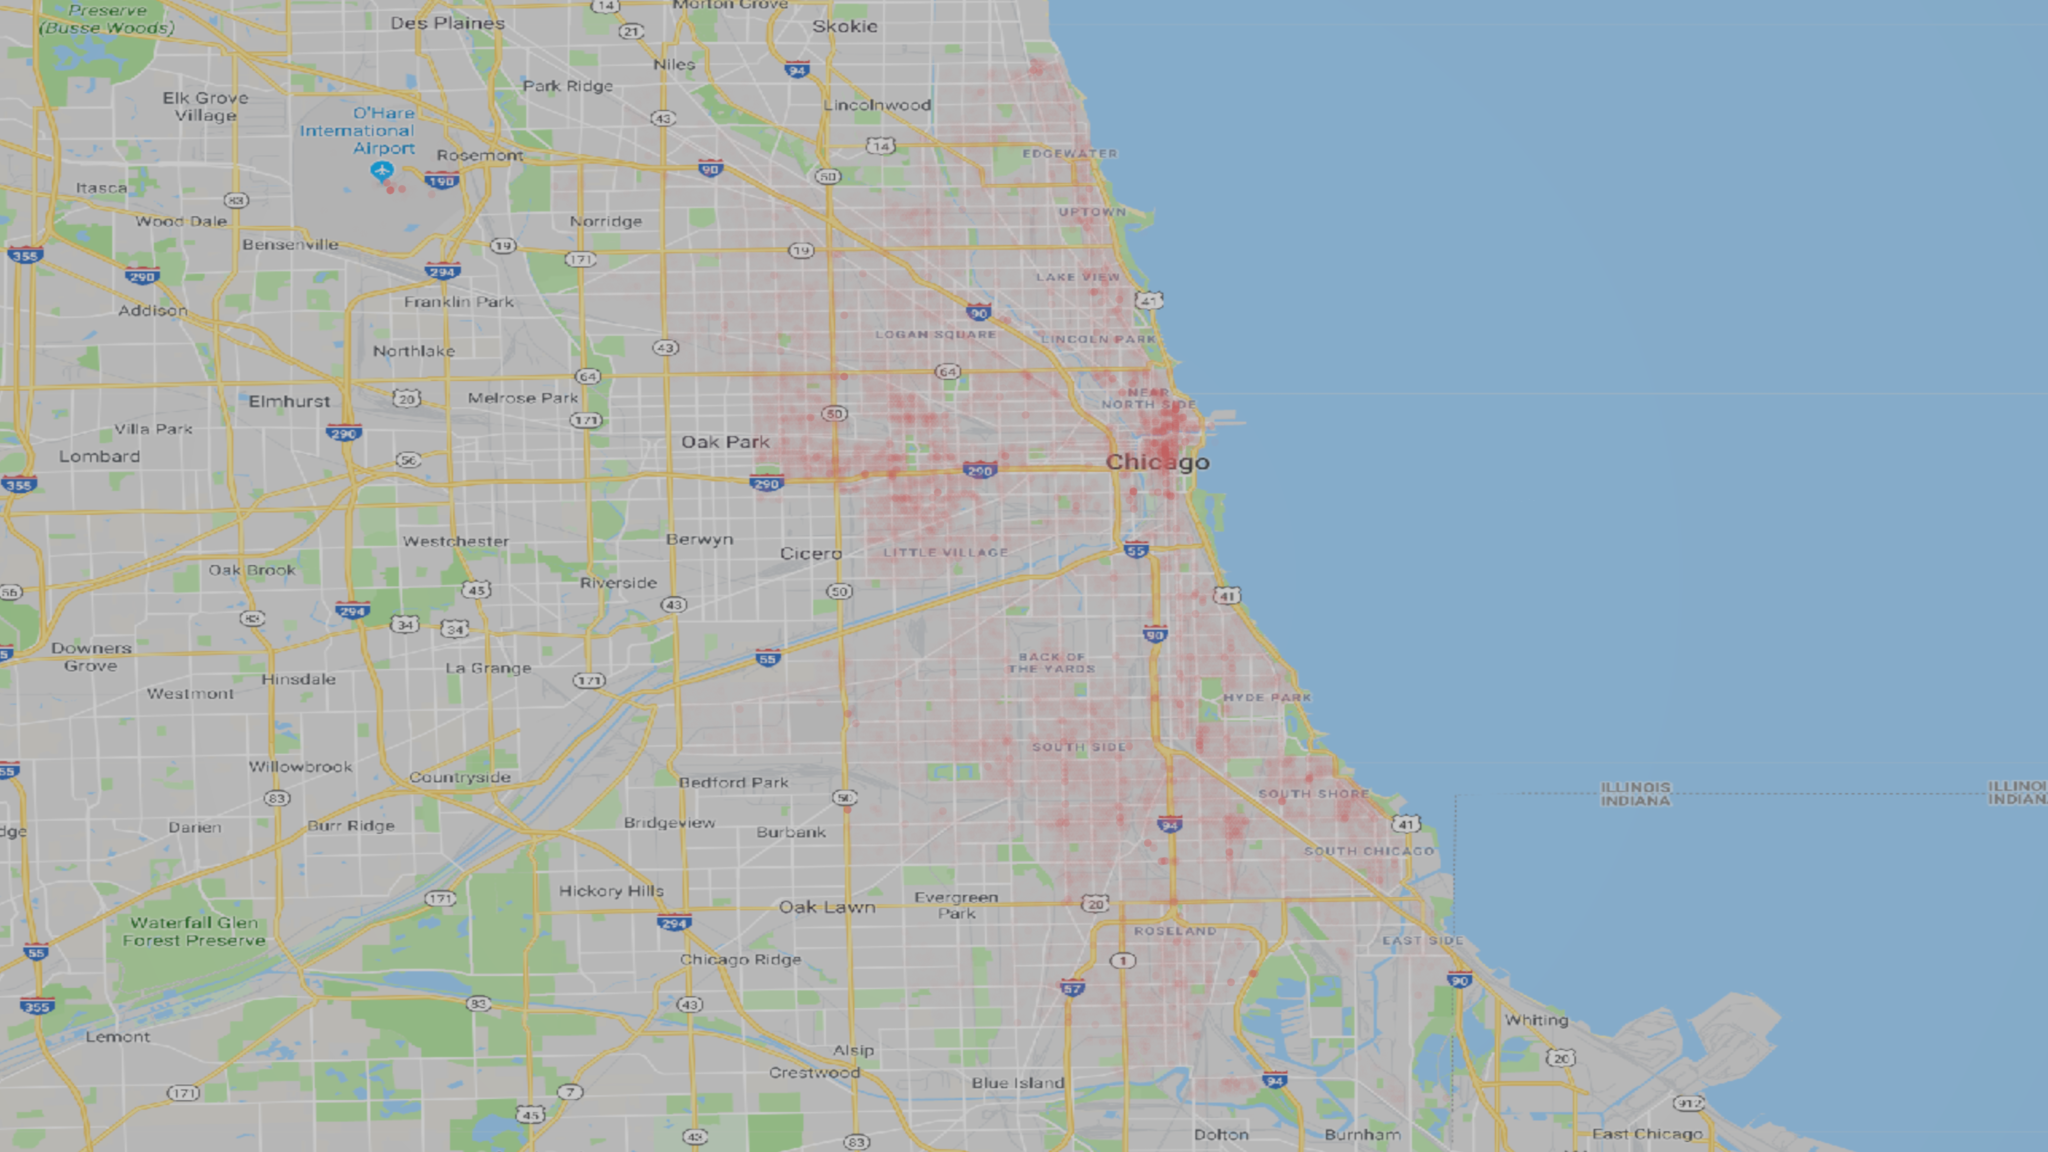 Preserve
(Busse Woods)
Des Plaines
14
Morton Grove
Skokie
21
Niles
94
Park Ridge
Elk Grove
Village
Lincolnwood
O'Hare
International
Airport
43
14
Rosemont
EDGEWATER
90
190
50
Itasca
83
Wood Dale
UPTOWN
Norridge
Bensenville
19
19
355
171
290
294
LAKE VIEW
Franklin Park
41
Addison
90
LOGAN SQUARE
LINCOLN PARK
Northlake
43
64
64
NEAR
NORTH SIDE
Elmhurst
20
Melrose Park
50
171
Villa Park
290
Oak Park
Lombard
56
Chicago
290
355
290
Westchester
Berwyn
Cicero
LITTLE VILLAGE
55
Oak Brook
Riverside
56
45
50
41
294
43
83
34
34
90
Downers
Grove
5
55
BACK OF
THE YARDS
La Grange
Hinsdale
171
Westmont
HYDE PARK
SOUTH SIDE
Willowbrook
55
Countryside
Bedford Park
ILLINOIS
INDIANA
ILLINOI
INDIAN
SOUTH SHORE
83
50
dge
Darien
Burr Ridge
Bridgeview
Burbank
94
41
SOUTH CHICAGO
Hickory Hills
171
Evergreen
Park
Oak Lawn
20
Waterfall Glen
Forest Preserve
294
ROSELAND
EAST SIDE
55
Chicago Ridge
1
90
57
355
83
43
Lemont
Whiting
Alsip
20
Crestwood
Blue Island
94
171
7
912
45
43
83
Dolton
Burnham
East Chicago